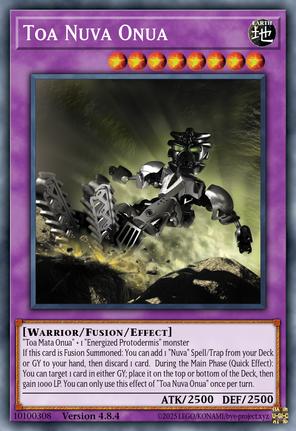 Toa Nuva Onua
EARTH
地
[Warrior/Fusion/Effect]
"Toa Mata Onua" + 1 "Energized Protodermis" monster
If this card is Fusion Summoned: You can add 1 "Nuva" Spell/Trap from your Deck
or GY to your hand, then discard 1 card. During the Main Phase (Quick Effect):
You can target 1 card in either GY; place it on the top or bottom of the Deck, then
gain 1000 LP. You can only use this effect of "Toa Nuva Onua" once per turn.
ATK/2500 DEF/2500
10100308 Version 4.8.4 ©2025 LEGO/KONAMI/bye-project.xyz